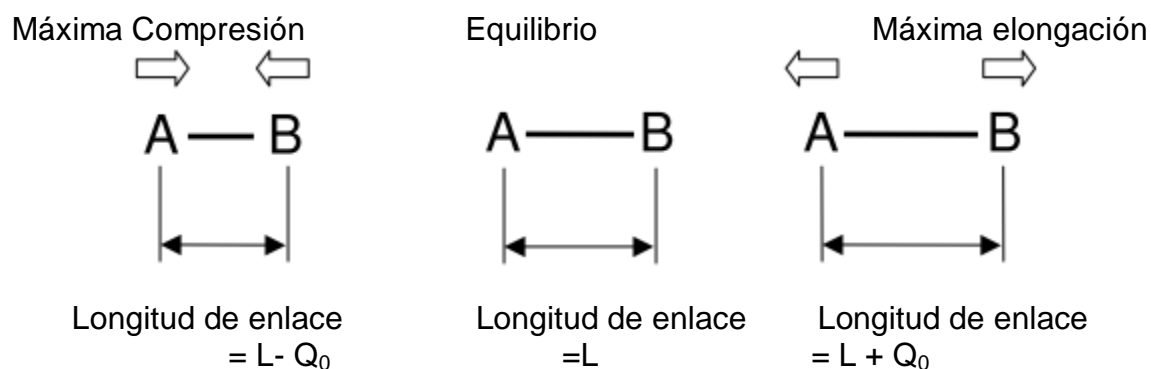 Máxima Compresión Equilibrio Máxima elongación
A B A B A B
Longitud de enlace Longitud de enlace Longitud de enlace
= L- Q₀ =L = L + Q₀